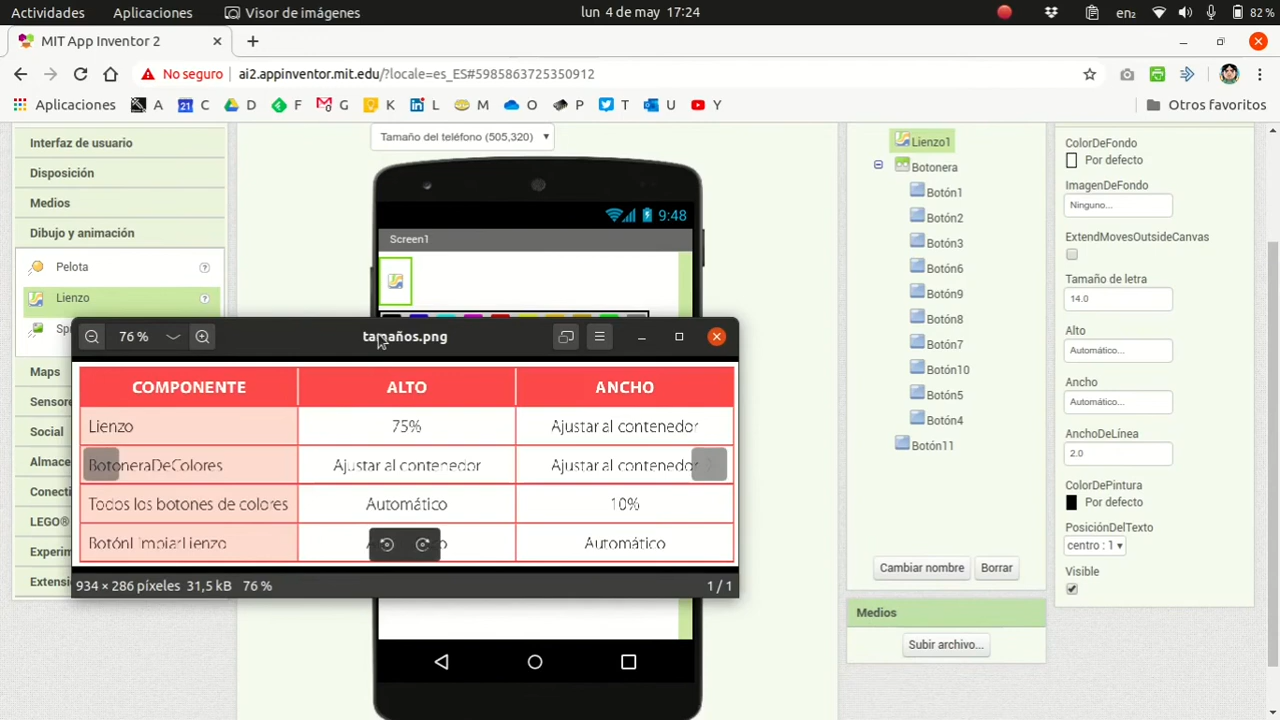 Actividades Aplicaciones Visor de imágenes lun 4 de may 17:24 en₂ 82 %
MIT App Inventor 2
No seguro ai2.appinventor.mit.edu/?locale=es_ES#5985863725350912
Aplicaciones A C D F G K L M O P T U Y Otros favoritos
Interfaz de usuario
Disposición
Medios
Dibujo y animación
Pelota
Lienzo
Maps
Social
LEGO®
Tamaño del teléfono (505,320)
9:48
Screen1
76 % tamaños.png
COMPONENTE ALTO ANCHO
Lienzo 75% Ajustar al contenedor
BotoneraDeColores Ajustar al contenedor Ajustar al contenedor
Todos los botones de colores Automático 10%
BotónLimpiarLienzo Automático
934 × 286 píxeles 31,5 kB 76 % 1 / 1
Lienzo1
Botonera
Botón1
Botón2
Botón3
Botón6
Botón9
Botón8
Botón7
Botón10
Botón5
Botón4
Botón11
Cambiar nombre Borrar
Medios
Subir archivo...
ColorDeFondo
Por defecto
ImagenDeFondo
Ninguno...
ExtendMovesOutsideCanvas
Tamaño de letra
14.0
Alto
Automático...
Ancho
Automático...
AnchoDeLínea
2.0
ColorDePintura
Por defecto
PosiciónDelTexto
centro : 1
Visible